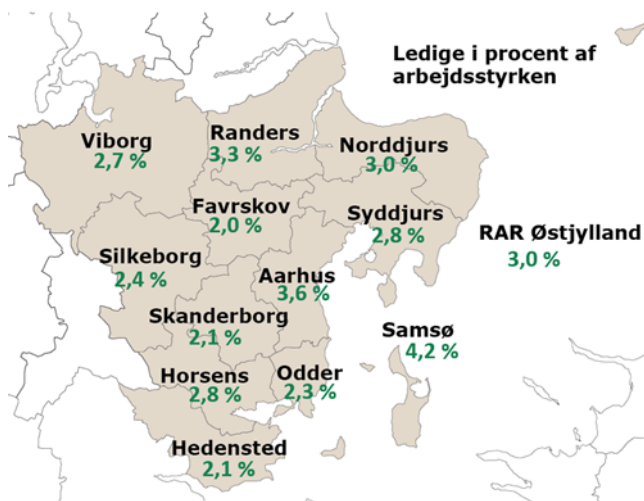 Ledige i procent af
arbejdsstyrken
Viborg
2,7 %
Randers
3,3 %
Norddjurs
3,0 %
Favrskov
2,0 %
Syddjurs
2,8 %
RAR Østjylland
3,0 %
Silkeborg
2,4 %
Aarhus
3,6 %
Skanderborg
2,1 %
Samsø
4,2 %
Horsens
2,8 %
Odder
2,3 %
Hedensted
2,1 %